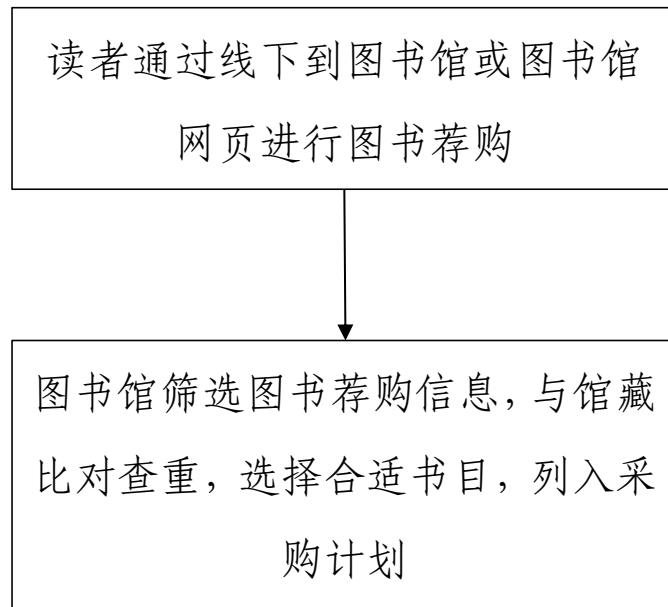 读者通过线下到图书馆或图书馆
网页进行图书荐购
图书馆筛选图书荐购信息，与馆藏
比对查重，选择合适书目，列入采
购计划